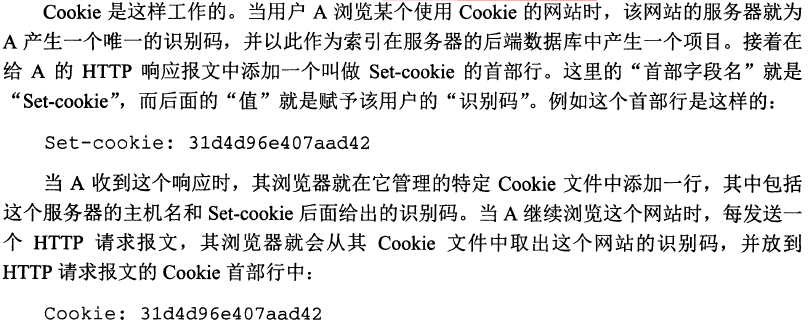 Cookie 是这样工作的。当用户 A 浏览某个使用 Cookie 的网站时，该网站的服务器就为
A 产生一个唯一的识别码，并以此作为索引在服务器的后端数据库中产生一个项目。接着在
给 A 的 HTTP 响应报文中添加一个叫做 Set-cookie 的首部行。这里的“首部字段名”就是
“Set-cookie”，而后面的“值”就是赋予该用户的“识别码”。例如这个首部行是这样的：
Set-cookie: 31d4d96e407aad42
当 A 收到这个响应时，其浏览器就在它管理的特定 Cookie 文件中添加一行，其中包括
这个服务器的主机名和 Set-cookie 后面给出的识别码。当 A 继续浏览这个网站时，每发送一
个 HTTP 请求报文，其浏览器就会从其 Cookie 文件中取出这个网站的识别码，并放到
HTTP 请求报文的 Cookie 首部行中：
Cookie: 31d4d96e407aad42